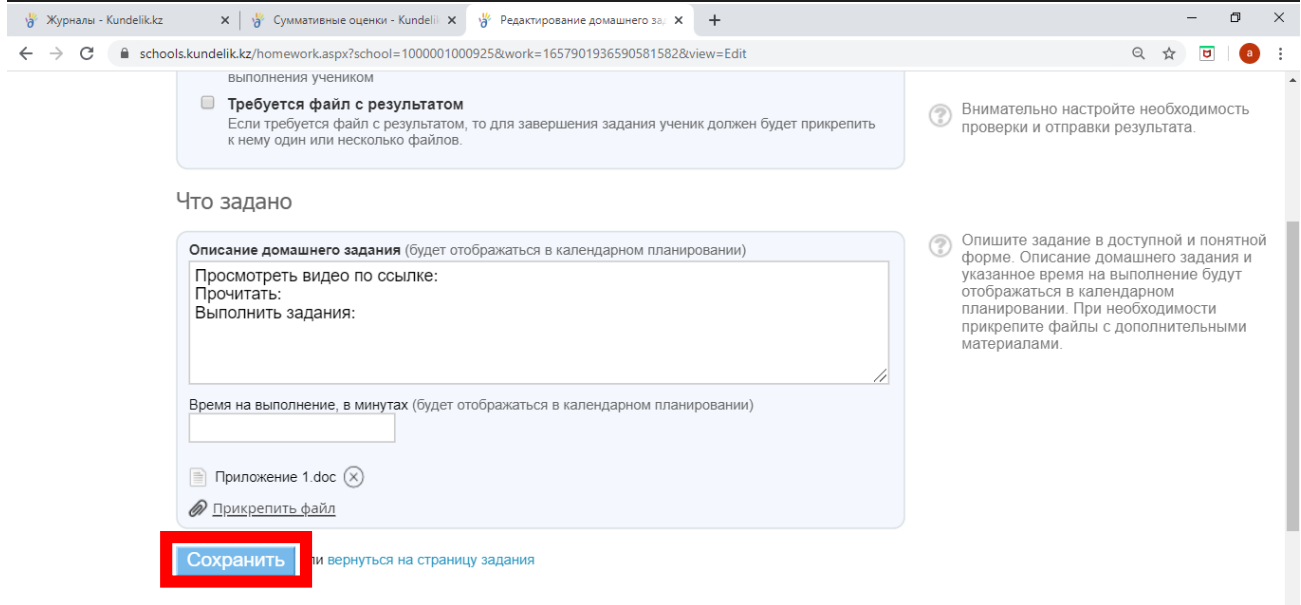 Журналы - Kundelik.kz
Суммативные оценки - Kundeli
Редактирование домашнего за
schools.kundelik.kz/homework.aspx?school=1000001000925&work=1657901936590581582&view=Edit
a
выполнения учеником
Требуется файл с результатом
Если требуется файл с результатом, то для завершения задания ученик должен будет прикрепить
к нему один или несколько файлов.
Внимательно настройте необходимость
проверки и отправки результата.
Что задано
Описание домашнего задания (будет отображаться в календарном планировании)
Просмотреть видео по ссылке:
Прочитать:
Выполнить задания:
Опишите задание в доступной и понятной
форме. Описание домашнего задания и
указанное время на выполнение будут
отображаться в календарном
планировании. При необходимости
прикрепите файлы с дополнительными
материалами.
Время на выполнение, в минутах (будет отображаться в календарном планировании)
Приложение 1.doc
Прикрепить файл
Сохранить ли вернуться на страницу задания